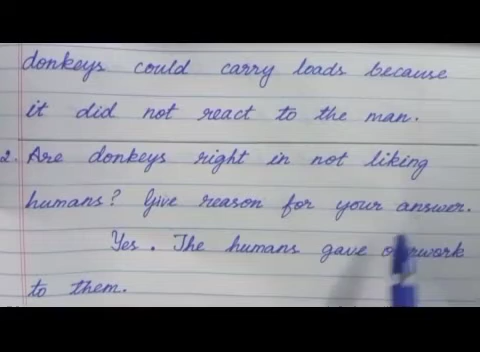 donkeys could carry loads because
it did not react to the man.
2. Are donkeys right in not liking
humans? Give reason for your answer.
Yes. The humans gave
to them.